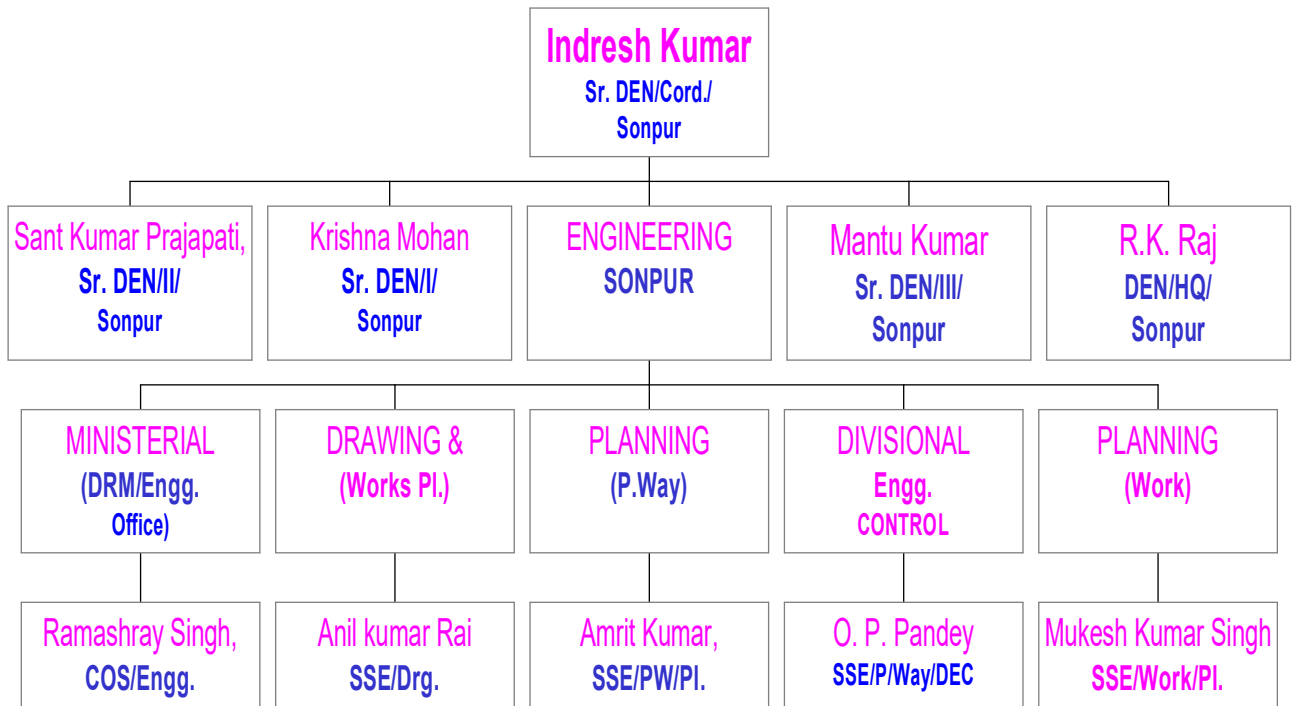 Indresh Kumar
Sr. DEN/Cord./
Sonpur
Sant Kumar Prajapati,
Sr. DEN/II/
Sonpur
Krishna Mohan
Sr. DEN/I/
Sonpur
ENGINEERING
SONPUR
Mantu Kumar
Sr. DEN/III/
Sonpur
R.K. Raj
DEN/HQ/
Sonpur
MINISTERIAL
(DRM/Engg.
Office)
DRAWING &
(Works Pl.)
PLANNING
(P.Way)
DIVISIONAL
Engg.
CONTROL
PLANNING
(Work)
Ramashray Singh,
COS/Engg.
Anil kumar Rai
SSE/Drg.
Amrit Kumar,
SSE/PW/Pl.
O. P. Pandey
SSE/P/Way/DEC
Mukesh Kumar Singh
SSE/Work/Pl.